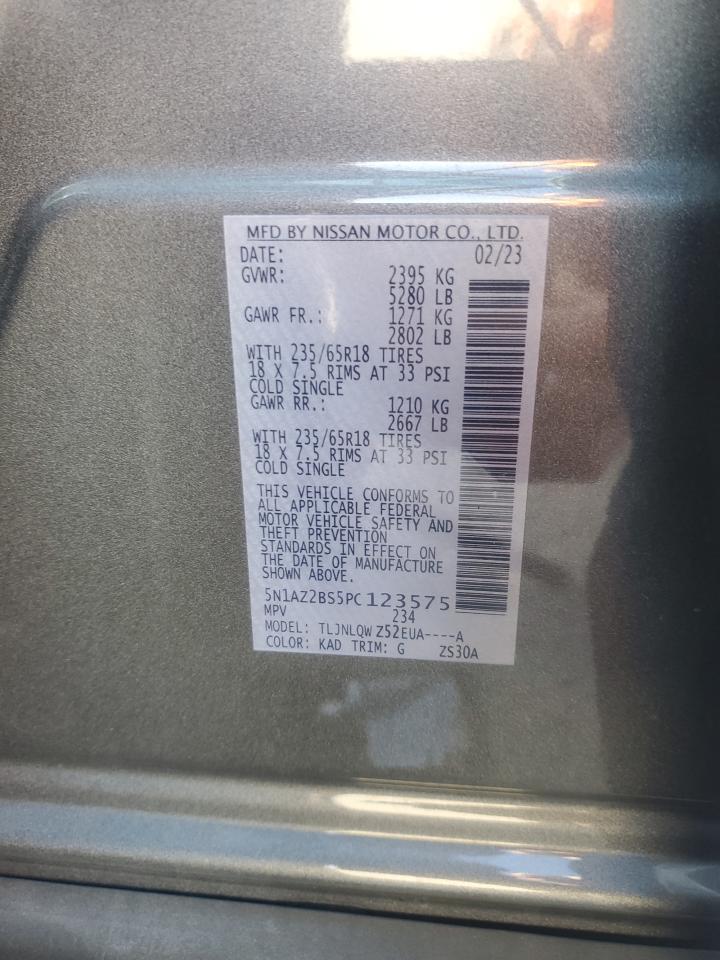 MFD BY NISSAN MOTOR CO., LTD.
DATE: 02/23
GVWR: 2395 KG
5280 LB
GAWR FR.: 1271 KG
2802 LB
WITH 235/65R18 TIRES
18 X 7.5 RIMS AT 33 PSI
COLD SINGLE
GAWR RR.: 1210 KG
2667 LB
WITH 235/65R18 TIRES
18 X 7.5 RIMS AT 33 PSI
COLD SINGLE
THIS VEHICLE CONFORMS TO
ALL APPLICABLE FEDERAL
MOTOR VEHICLE SAFETY AND
THEFT PREVENTION
STANDARDS IN EFFECT ON
THE DATE OF MANUFACTURE
SHOWN ABOVE.
5N1AZ2BS5PC123575
MPV 234
MODEL: TLJNLQW Z52EUA----A
COLOR: KAD TRIM: G ZS30A